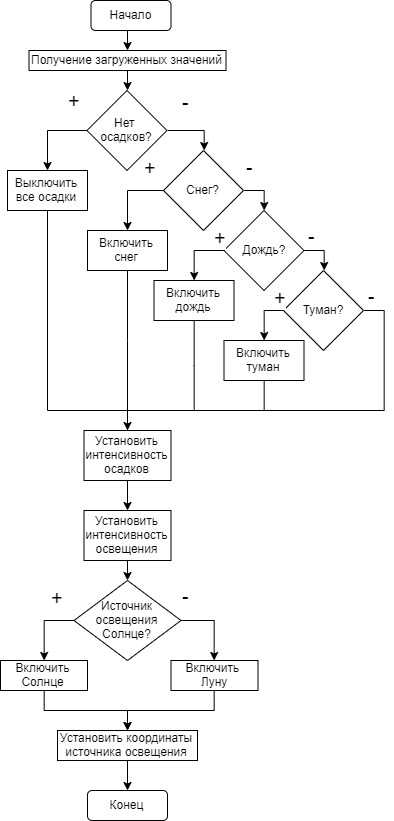 Начало
Получение загруженных значений
+
-
Нет
осадков?
+
-
Выключить
все осадки
Снег?
+
-
Включить
снег
Дождь?
+
-
Включить
дождь
Туман?
Включить
туман
Установить
интенсивность
осадков
Установить
интенсивность
освещения
+
-
Источник
освещения
Солнце?
Включить
Солнце
Включить
Луну
Установить координаты
источника освещения
Конец